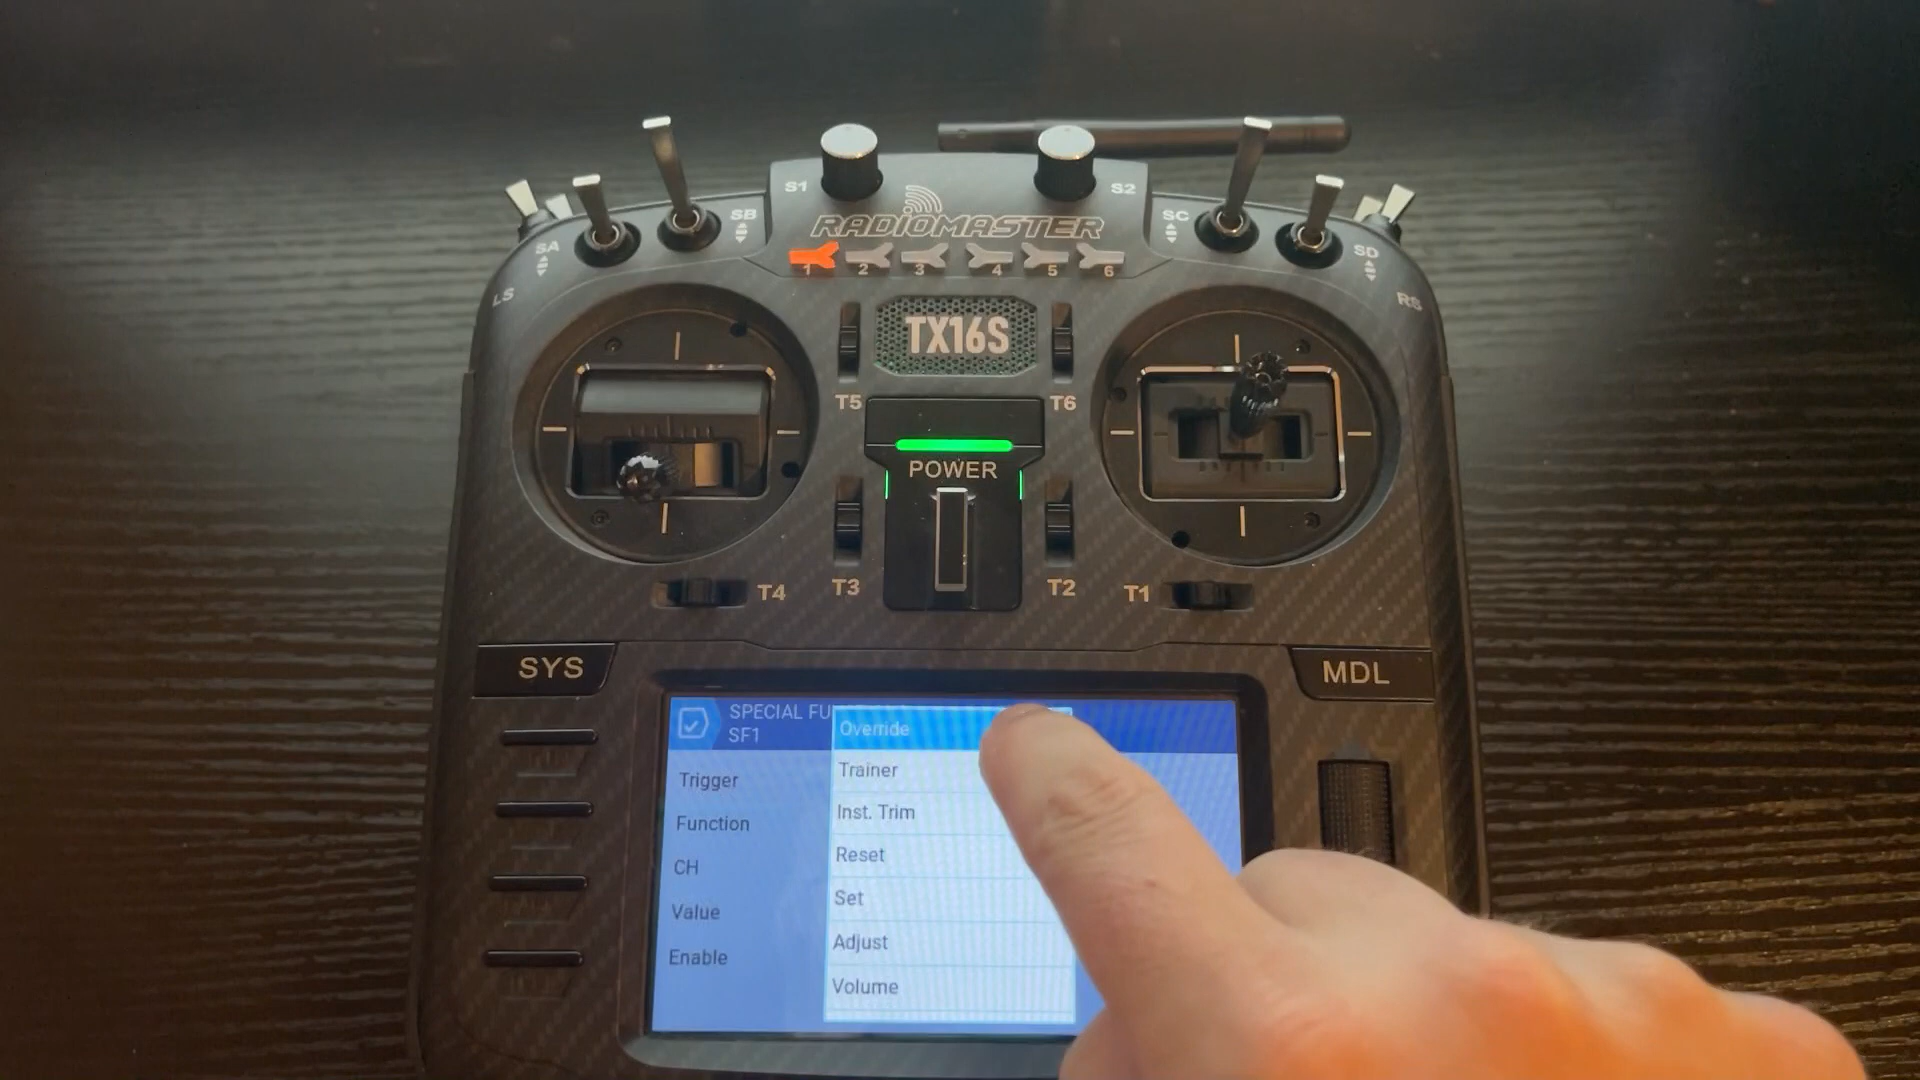 S1
S2
SB
SC
RADIOMASTER
SA
SD
1 2 3 4 5 6
LS
RS
TX16S
T5
T6
POWER
T4
T3
T2
T1
SYS
MDL
SPECIAL FU
SF1
Override
Trigger
Trainer
Function
Inst. Trim
CH
Reset
Value
Set
Enable
Adjust
Volume